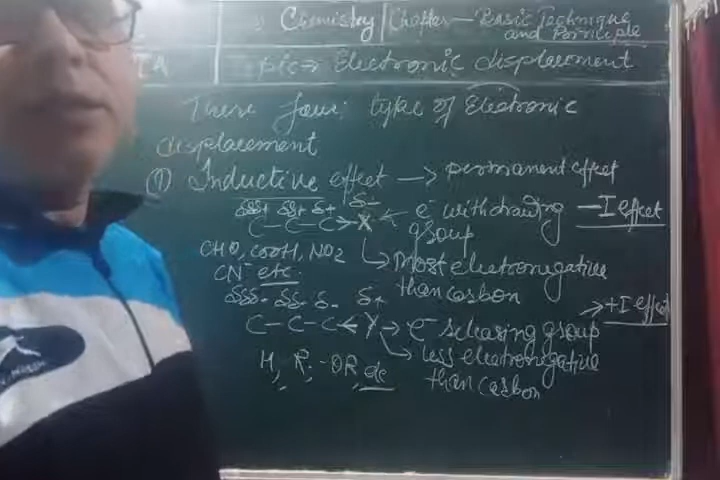 Chemistry | Chapter — Basic Technique
and Porinciple
Topic → Electronic displacement
There four type of Electronic
displacement
(1) Inductive effect → permanent effect
δδδ+ δδ+ δ+ δ-
C — C — C → X ← e⁻ withdrawing — I effect
group
CHO, COOH, NO2
CN⁻ etc.
Most electronegative
than carbon
δδδ- δδ- δ- δ+
→ +I effect
C — C — C ← Y → e⁻ releasing group
less electronegative
than carbon
H, R, -OR, etc